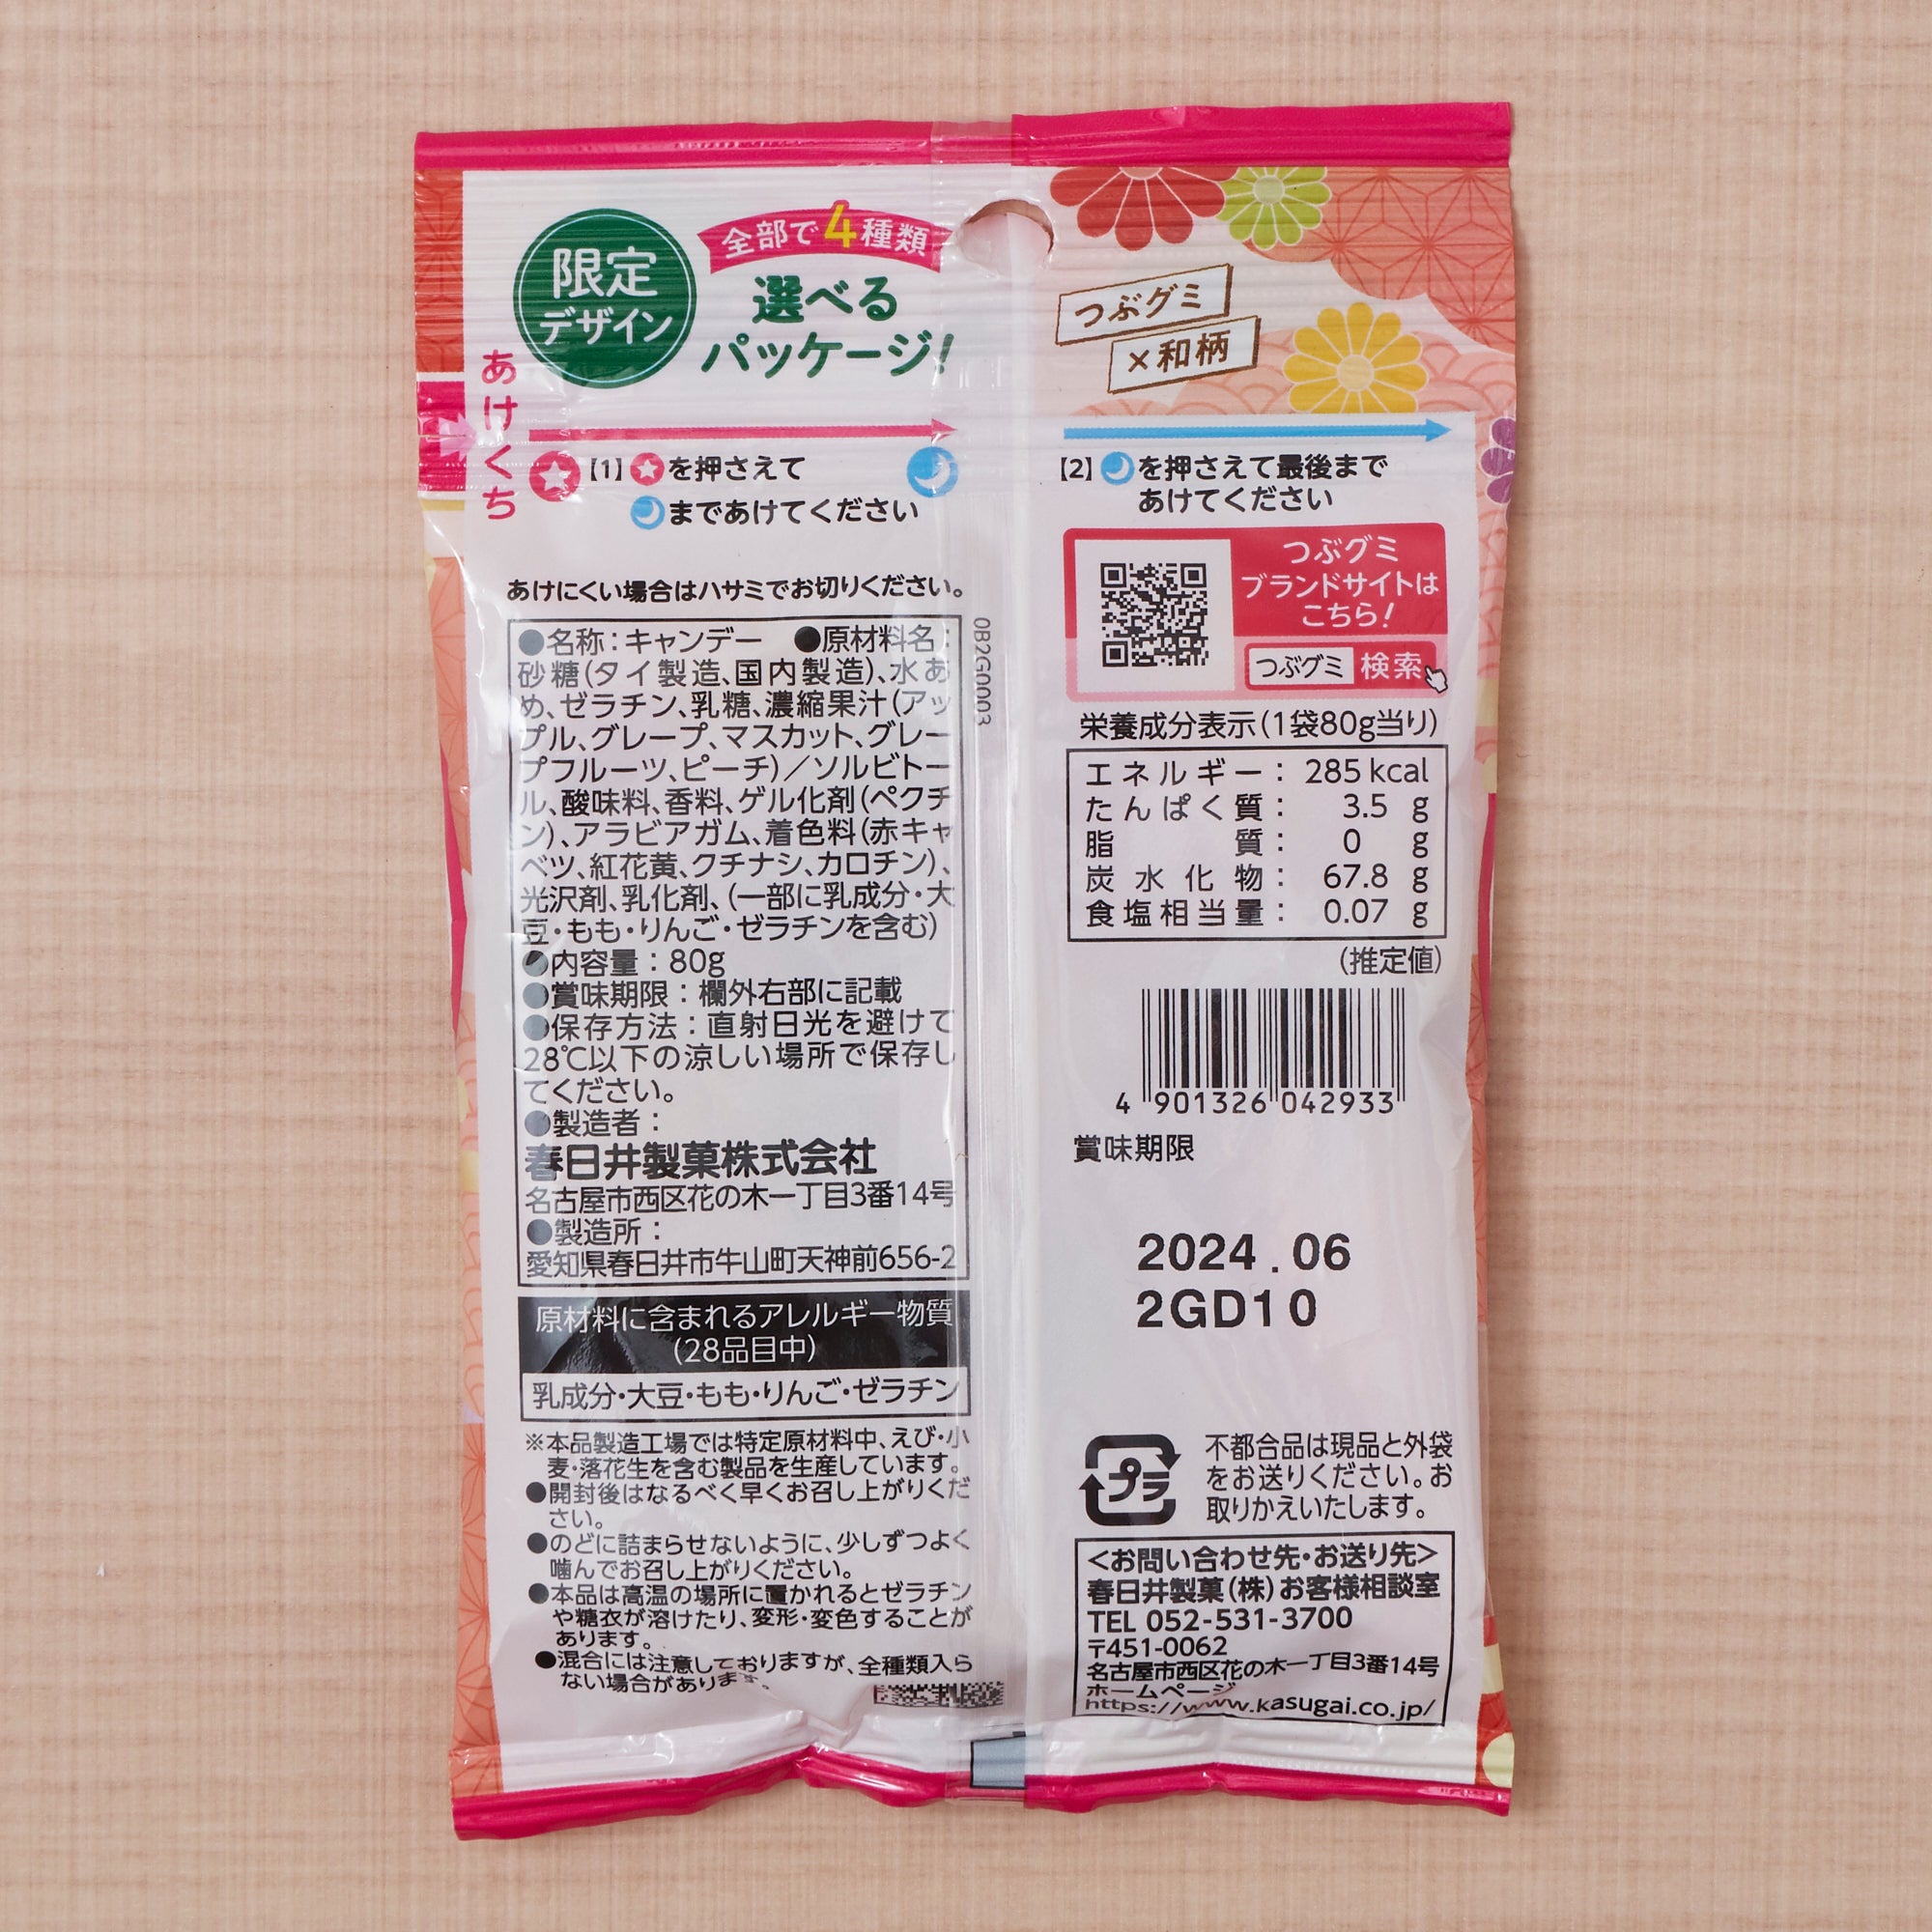 限定
デザイン
全部で4種類
選べる
パッケージ!
つぶグミ
×和柄
あけくち
【1】を押さえて
まであけてください
【2】を押さえて最後まで
あけてください
あけにくい場合はハサミでお切りください。
●名称：キャンデー ●原材料名：
砂糖(タイ製造、国内製造)、水あ
め、ゼラチン、乳糖、濃縮果汁(アッ
プル、グレープ、マスカット、グレー
プフルーツ、ピーチ)／ソルビトー
ル、酸味料、香料、ゲル化剤(ペクチ
ン)、アラビアガム、着色料(赤キャ
ベツ、紅花黄、クチナシ、カロチン)、
光沢剤、乳化剤、(一部に乳成分・大
豆・もも・りんご・ゼラチンを含む)
●内容量：80g
●賞味期限：欄外右部に記載
●保存方法：直射日光を避けて
28℃以下の涼しい場所で保存し
てください。
●製造者：
春日井製菓株式会社
名古屋市西区花の木一丁目3番14号
●製造所：
愛知県春日井市牛山町天神前656-2
0B2G0003
原材料に含まれるアレルギー物質
(28品目中)
乳成分・大豆・もも・りんご・ゼラチン
※本品製造工場では特定原材料中、えび・小
麦・落花生を含む製品を生産しています。
●開封後はなるべく早くお召し上がりくだ
さい。
●のどに詰まらせないように、少しずつよく
噛んでお召し上がりください。
●本品は高温の場所に置かれるとゼラチン
や糖衣が溶けたり、変形・変色することが
あります。
●混合には注意しておりますが、全種類入ら
ない場合があります。
つぶグミ
ブランドサイトは
こちら!
つぶグミ 検索
栄養成分表示(1袋80g当り)
エネルギー：285kcal
たんぱく質：3.5g
脂質：0g
炭水化物：67.8g
食塩相当量：0.07g
(推定値)
4 901326 042933
賞味期限
2024.06
2GD10
プラ
不都合品は現品と外袋
をお送りください。お
取りかえいたします。
＜お問い合わせ先・お送り先＞
春日井製菓(株)お客様相談室
TEL 052-531-3700
〒451-0062
名古屋市西区花の木一丁目3番14号
ホームページ
https://www.kasugai.co.jp/